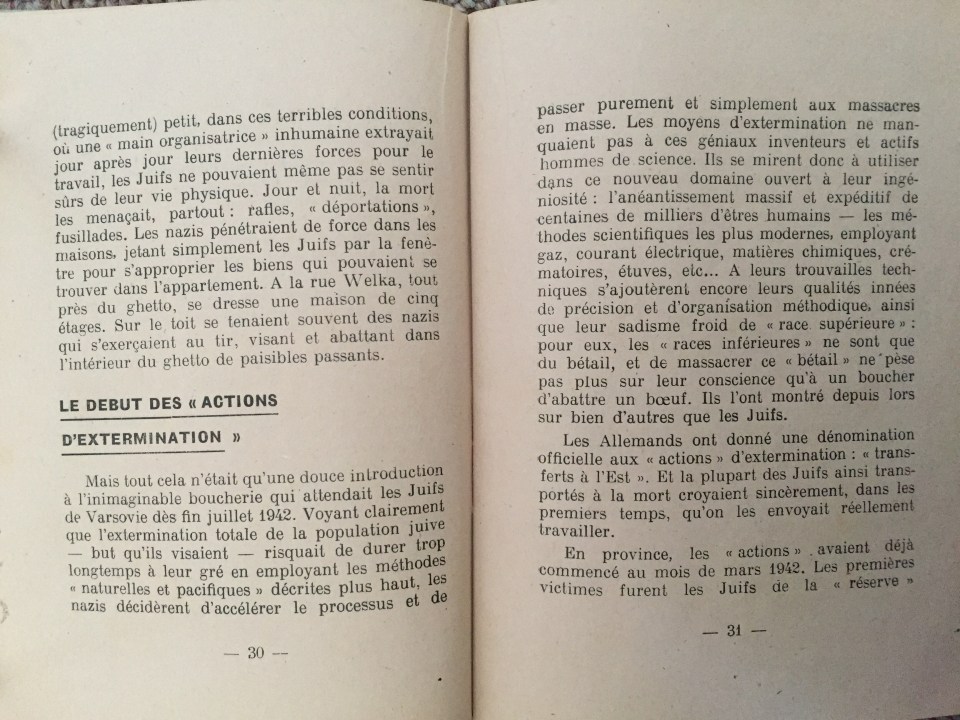 (tragiquement) petit, dans ces terribles conditions,
où une « main organisatrice » inhumaine extrayait
jour après jour leurs dernières forces pour le
travail, les Juifs ne pouvaient même pas se sentir
sûrs de leur vie physique. Jour et nuit, la mort
les menaçait, partout : rafles, « déportations »,
fusillades. Les nazis pénétraient de force dans les
maisons, jetant simplement les Juifs par la fenê-
tre pour s'approprier les biens qui pouvaient se
trouver dans l'appartement. A la rue Welka, tout
près du ghetto, se dresse une maison de cinq
étages. Sur le toit se tenaient souvent des nazis
qui s'exerçaient au tir, visant et abattant dans
l'intérieur du ghetto de paisibles passants.
LE DEBUT DES « ACTIONS
D'EXTERMINATION »
Mais tout cela n'était qu'une douce introduction
à l'inimaginable boucherie qui attendait les Juifs
de Varsovie dès fin juillet 1942. Voyant clairement
que l'extermination totale de la population juive
— but qu'ils visaient — risquait de durer trop
longtemps à leur gré en employant les méthodes
« naturelles et pacifiques » décrites plus haut, les
nazis décidèrent d'accélérer le processus et de
— 30 —
passer purement et simplement aux massacres
en masse. Les moyens d'extermination ne man-
quaient pas à ces géniaux inventeurs et actifs
hommes de science. Ils se mirent donc à utiliser
dans ce nouveau domaine ouvert à leur ingé-
niosité : l'anéantissement massif et expéditif de
centaines de milliers d'êtres humains — les mé-
thodes scientifiques les plus modernes, employant
gaz, courant électrique, matières chimiques, cré-
matoires, étuves, etc... A leurs trouvailles tech-
niques s'ajoutèrent encore leurs qualités innées
de précision et d'organisation méthodique, ainsi
que leur sadisme froid de « race supérieure » :
pour eux, les « races inférieures » ne sont que
du bétail, et de massacrer ce « bétail » ne pèse
pas plus sur leur conscience qu'à un boucher
d'abattre un bœuf. Ils l'ont montré depuis lors
sur bien d'autres que les Juifs.
Les Allemands ont donné une dénomination
officielle aux « actions » d'extermination : « trans-
ferts à l'Est ». Et la plupart des Juifs ainsi trans-
portés à la mort croyaient sincèrement, dans les
premiers temps, qu'on les envoyait réellement
travailler.
En province, les « actions » avaient déjà
commencé au mois de mars 1942. Les premières
victimes furent les Juifs de la « réserve »
— 31 —